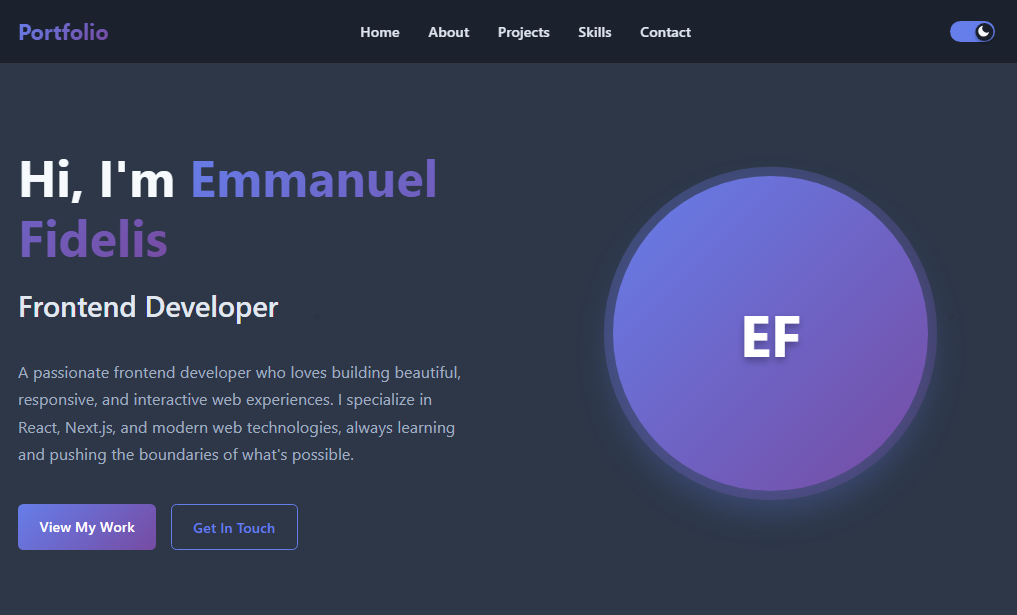 Portfolio
Home About Projects Skills Contact
Hi, I'm Emmanuel
Fidelis
Frontend Developer
A passionate frontend developer who loves building beautiful,
responsive, and interactive web experiences. I specialize in
React, Next.js, and modern web technologies, always learning
and pushing the boundaries of what's possible.
View My Work
Get In Touch
EF